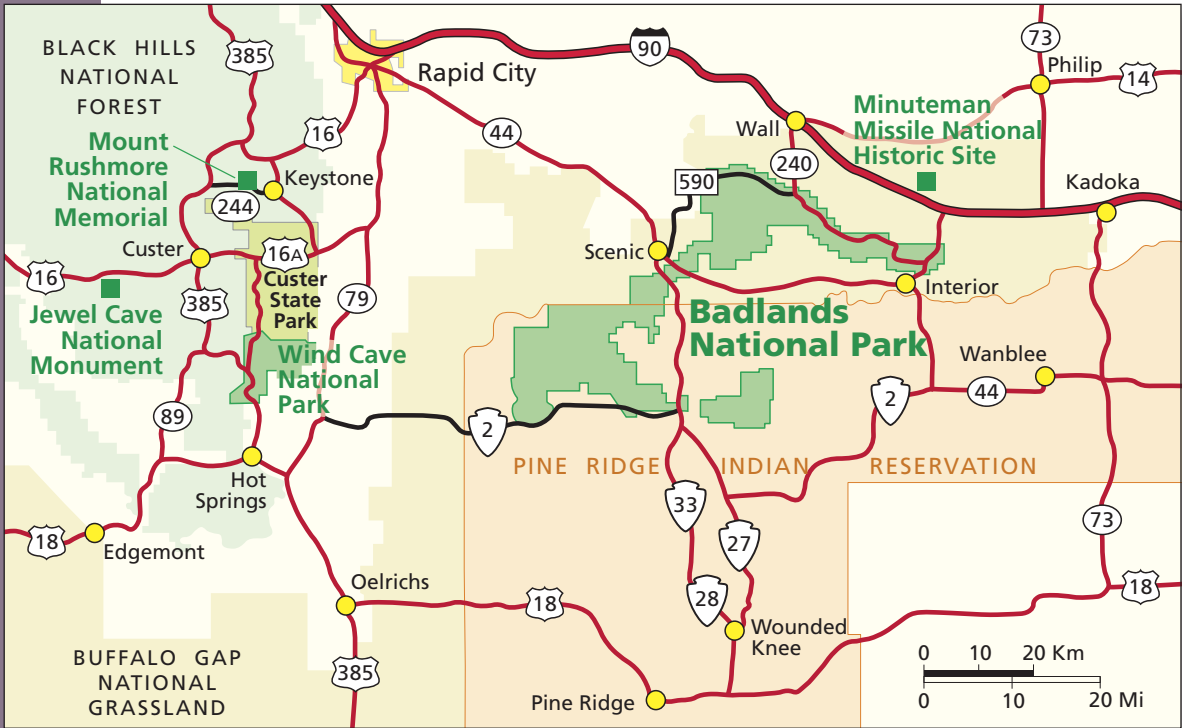 BLACK HILLS
NATIONAL
FOREST
385
Rapid City
90
73
Philip
14
Mount
Rushmore
National
Memorial
16
44
Wall
240
Minuteman
Missile National
Historic Site
Keystone
244
590
Kadoka
Custer
16A
Scenic
16
385
Custer
State
Park
79
Interior
Jewel Cave
National
Monument
Badlands
National Park
Wind Cave
National
Park
Wanblee
89
2
2
44
PINE RIDGE INDIAN RESERVATION
Hot
Springs
33
73
18
Edgemont
27
Oelrichs
18
28
18
Wounded
Knee
BUFFALO GAP
NATIONAL
GRASSLAND
385
Pine Ridge
0 10 20 Km
0 10 20 Mi